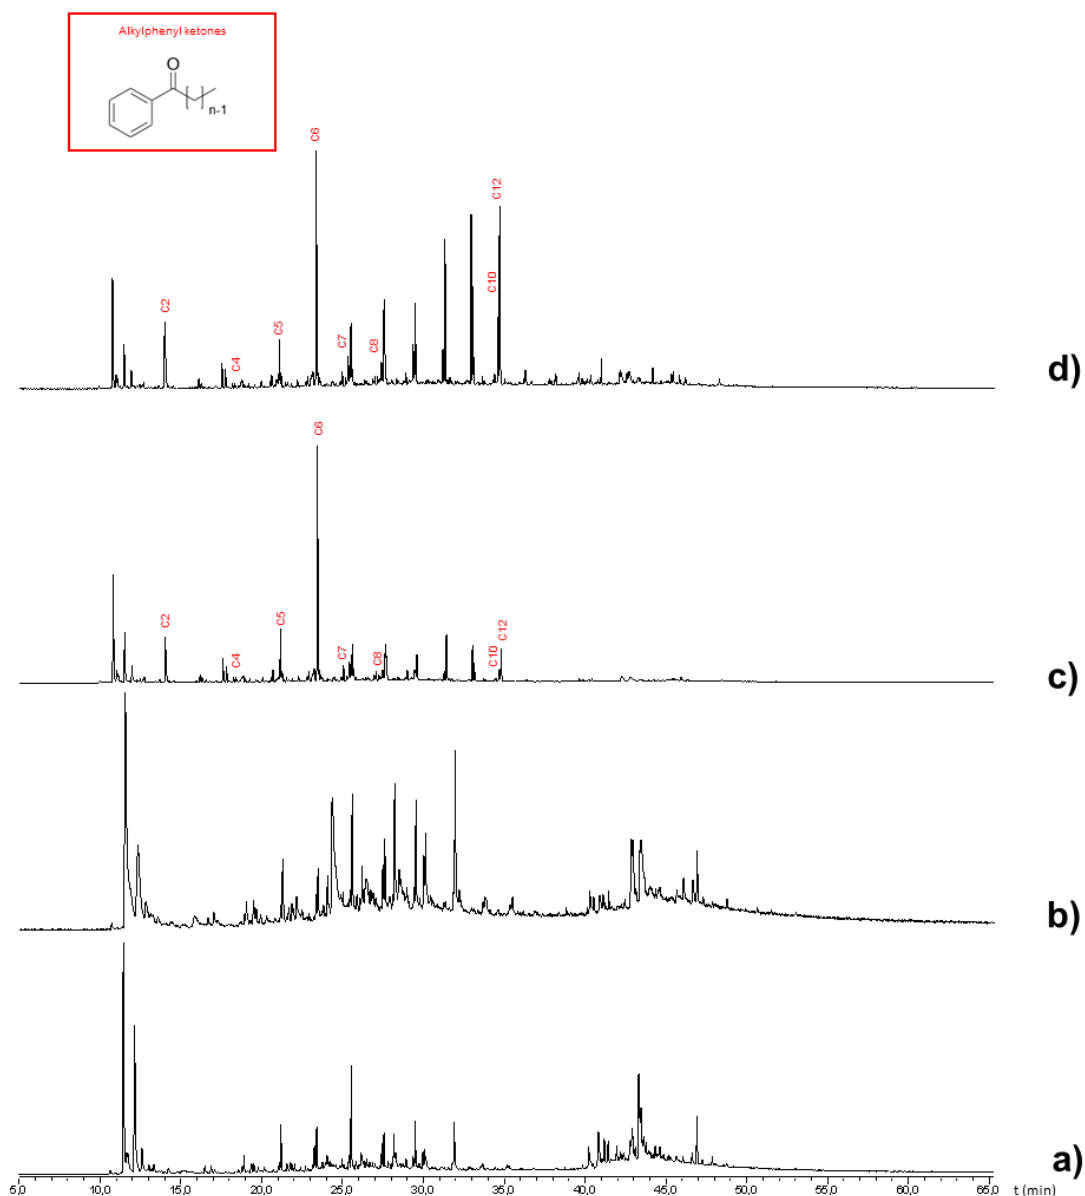 Alkylphenyl ketones
O
n-1
C2
C4
C5
C6
C7
C8
C10
C12
d)
C2
C4
C5
C6
C7
C8
C10
C12
c)
b)
a)
5,0 10,0 15,0 20,0 25,0 30,0 35,0 40,0 45,0 50,0 55,0 60,0 65,0
t (min)